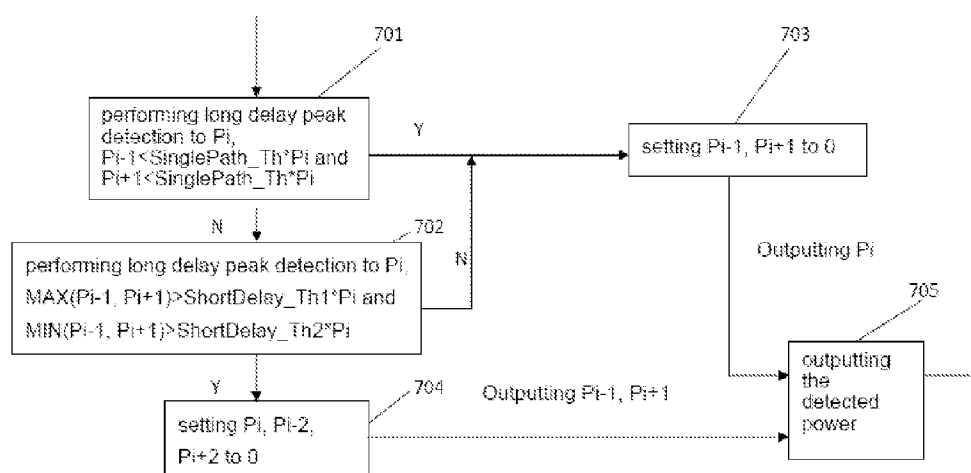 701
703
performing long delay peak
detection to Pi,
Pi-1<SinglePath_Th*Pi and
Pi+1<SinglePath_Th*Pi
Y
setting Pi-1, Pi+1 to 0
N
702
performing long delay peak detection to Pi,
MAX(Pi-1, Pi+1)>ShortDelay_Th1*Pi and
MIN(Pi-1, Pi+1)>ShortDelay_Th2*Pi
N
Outputting Pi
705
outputting
the
detected
power
Y
704
Outputting Pi-1, Pi+1
setting Pi, Pi-2,
Pi+2 to 0